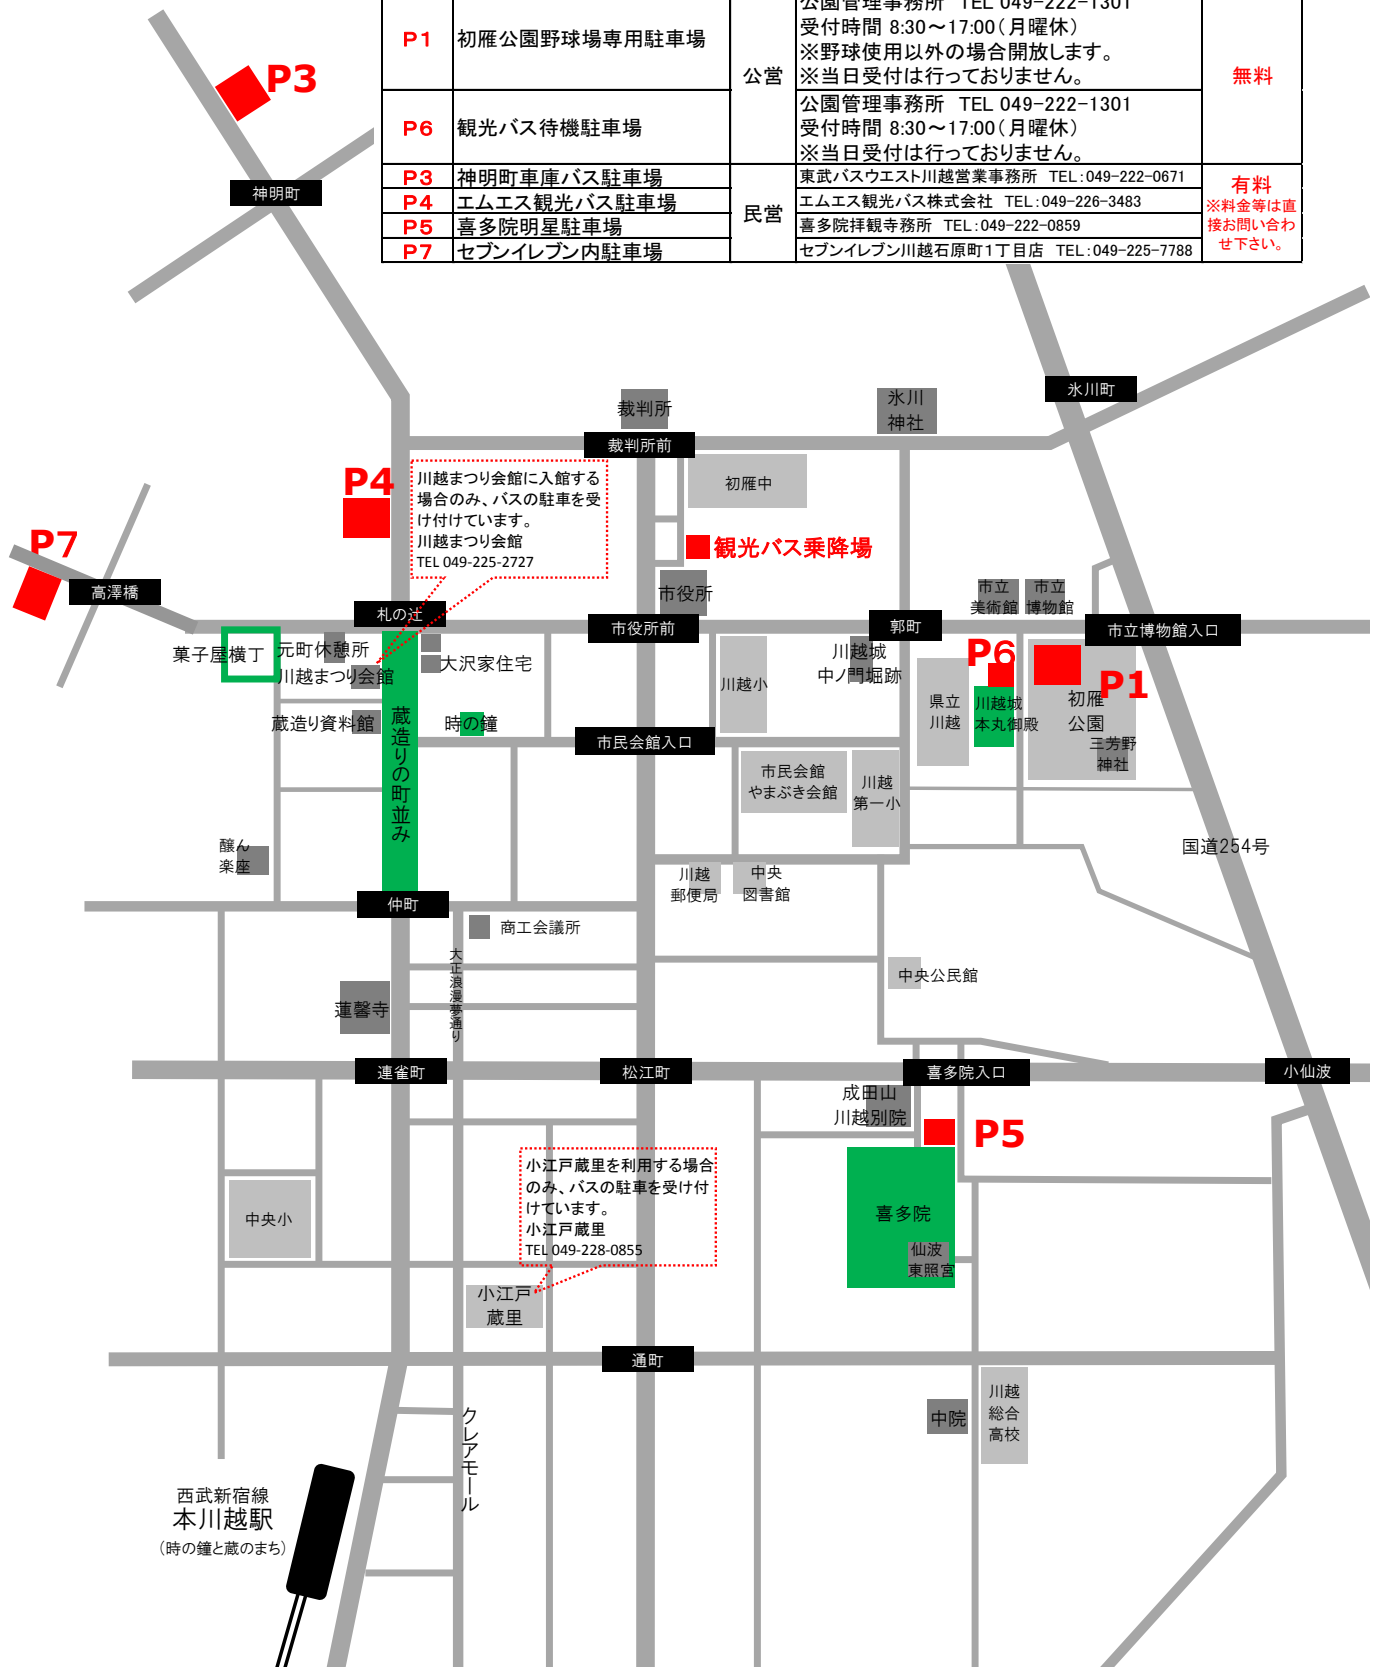 公園管理事務所 TEL 049-222-1301
P1 初雁公園野球場専用駐車場
受付時間 8:30～17:00(月曜休)
※野球使用以外の場合開放します。
※当日受付は行っておりません。
公営
無料
P6 観光バス待機駐車場
公園管理事務所 TEL 049-222-1301
受付時間 8:30～17:00(月曜休)
※当日受付は行っておりません。
P3 神明町車庫バス駐車場
東武バスウエスト川越営業事務所 TEL:049-222-0671
P4 エムエス観光バス駐車場
エムエス観光バス株式会社 TEL:049-226-3483
民営
P5 喜多院明星駐車場
喜多院拝観寺務所 TEL:049-222-0859
P7 セブンイレブン内駐車場
セブンイレブン川越石原町1丁目店 TEL:049-225-7788
有料
※料金等は直
接お問い合わ
せ下さい。
P3
神明町
氷川町
裁判所
氷川
神社
裁判所前
P4
川越まつり会館に入館する
場合のみ、バスの駐車を受
け付けています。
川越まつり会館
TEL 049-225-2727
初雁中
観光バス乗降場
P7
高澤橋
市役所
市立
美術館
市立
博物館
札の辻
市役所前
郭町
市立博物館入口
菓子屋横丁
元町休憩所
川越まつり会館
大沢家住宅
川越小
川越城
中ノ門堀跡
P6
P1
県立
川越
川越城
本丸御殿
初雁
公園
三芳野
神社
蔵造り資料館
蔵造りの町並み
時の鐘
市民会館入口
市民会館
やまぶき会館
川越
第一小
国道254号
醸ん
楽座
川越
郵便局
中央
図書館
仲町
商工会議所
大正浪漫夢通り
中央公民館
蓮馨寺
連雀町
松江町
喜多院入口
小仙波
成田山
川越別院
P5
小江戸蔵里を利用する場合
のみ、バスの駐車を受け付
けています。
小江戸蔵里
TEL 049-228-0855
中央小
喜多院
仙波
東照宮
小江戸
蔵里
通町
川越
総合
高校
中院
クレアモール
西武新宿線
本川越駅
(時の鐘と蔵のまち)